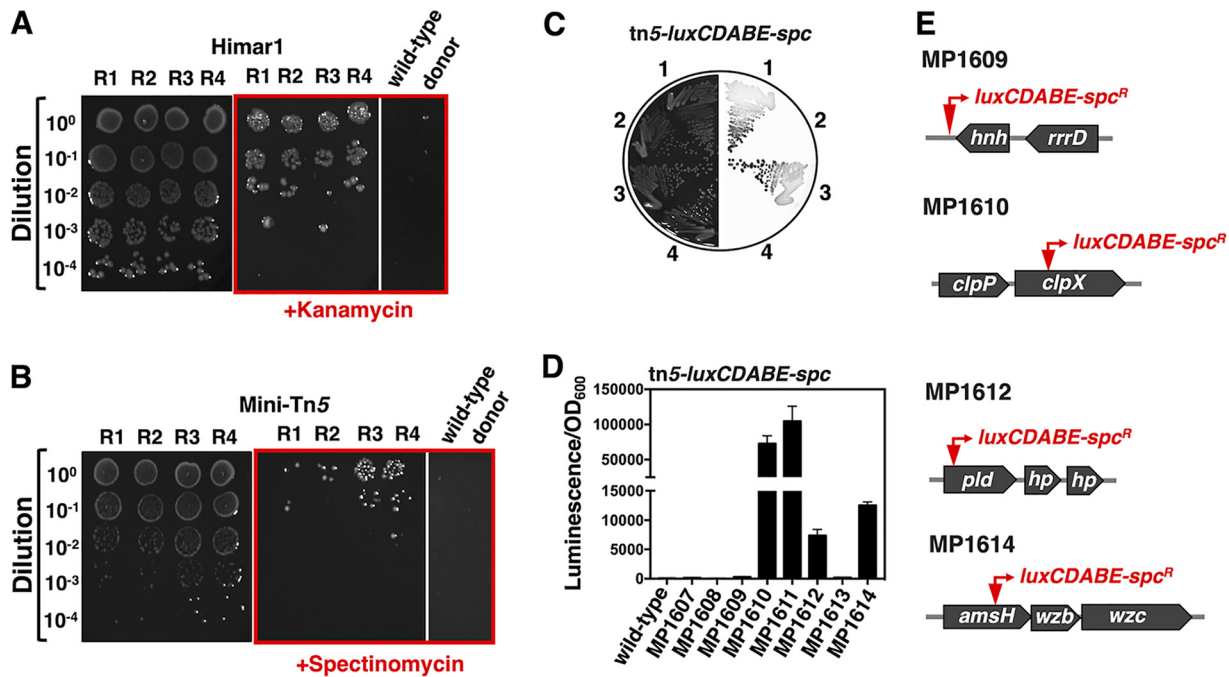 A
Himar1
R1 R2 R3 R4
R1 R2 R3 R4
wild-type
donor
Dilution
10⁰
10⁻¹
10⁻²
10⁻³
10⁻⁴
+Kanamycin
B
Mini-Tn5
R1 R2 R3 R4
R1 R2 R3 R4
wild-type
donor
Dilution
10⁰
10⁻¹
10⁻²
10⁻³
10⁻⁴
+Spectinomycin
C
tn5-luxCDABE-spc
1 1
2 2
3 3
4 4
D
tn5-luxCDABE-spc
Luminescence/OD₆₀₀
150000
100000
50000
15000
10000
5000
0
wild-type
MP1607
MP1608
MP1609
MP1610
MP1611
MP1612
MP1613
MP1614
E
MP1609
luxCDABE-spcᴿ
hnh rrrD
MP1610
luxCDABE-spcᴿ
clpP clpX
MP1612
luxCDABE-spcᴿ
pld hp hp
MP1614
luxCDABE-spcᴿ
amsH wzb wzc